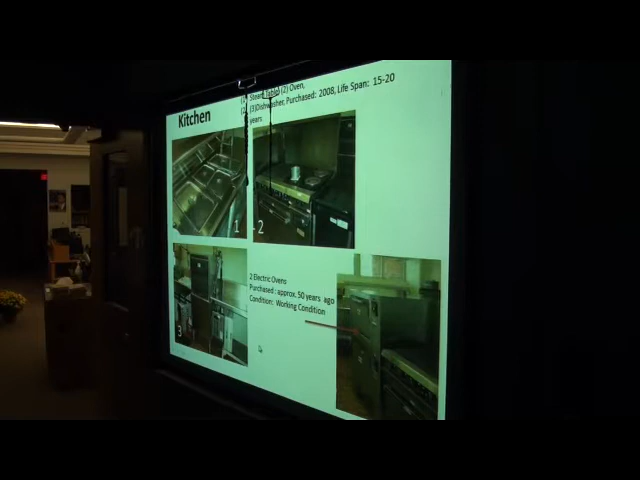 Kitchen
(1) Steam Table, (2) Oven,
(3)Dishwasher, Purchased: 2008, Life Span: 15-20
years
1
2
2 Electric Ovens
Purchased : approx. 50 years ago
Condition: Working Condition
3